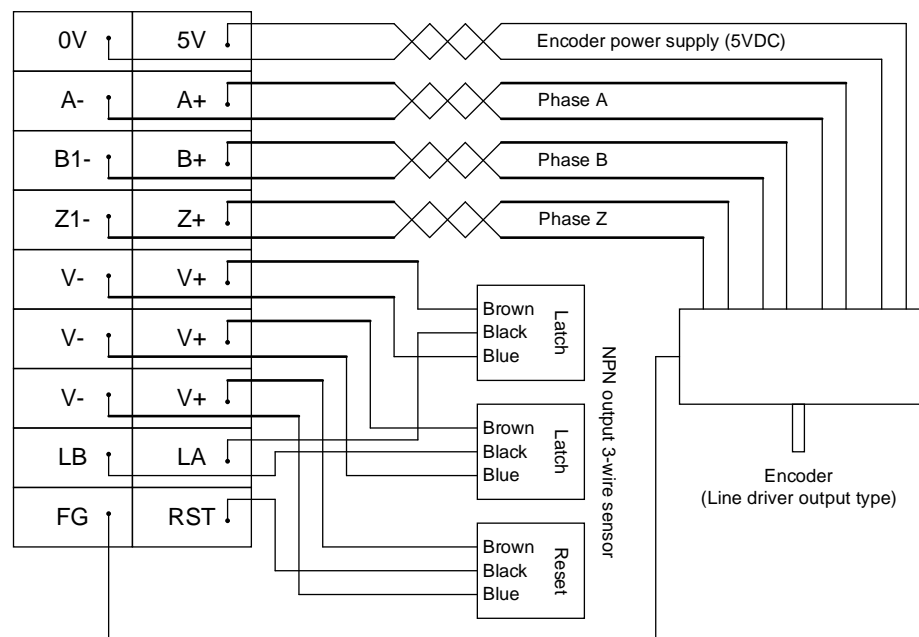 0V 5V
Encoder power supply (5VDC)
A- A+
Phase A
B1- B+
Phase B
Z1- Z+
Phase Z
V- V+
V- V+
V- V+
LB LA
FG RST
Brown
Black
Blue
Latch
Brown
Black
Blue
Latch
Brown
Black
Blue
Reset
NPN output 3-wire sensor
Encoder
(Line driver output type)